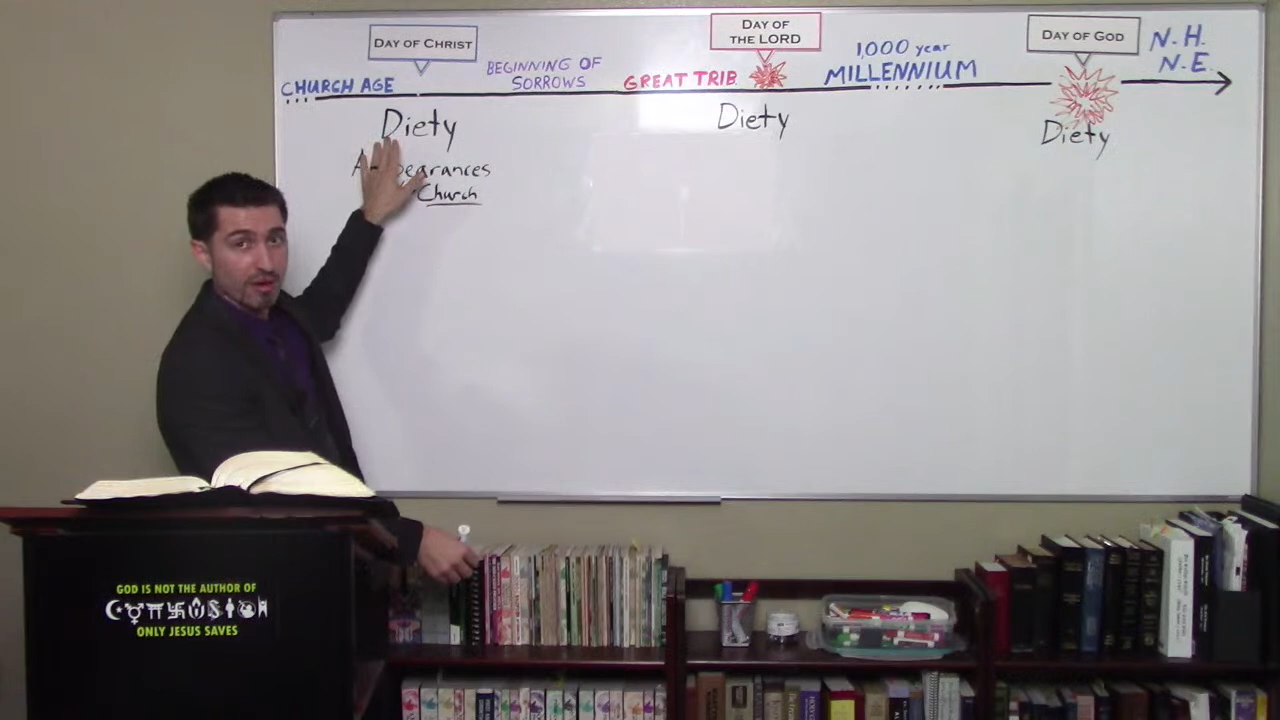 DAY OF CHRIST
DAY OF
THE LORD
DAY OF GOD
CHURCH AGE
BEGINNING OF
SORROWS
GREAT TRIB
1,000 year
MILLENNIUM
N.H.
N.E.
Diety
Diety
Diety
Church
GOD IS NOT THE AUTHOR OF
ONLY JESUS SAVES